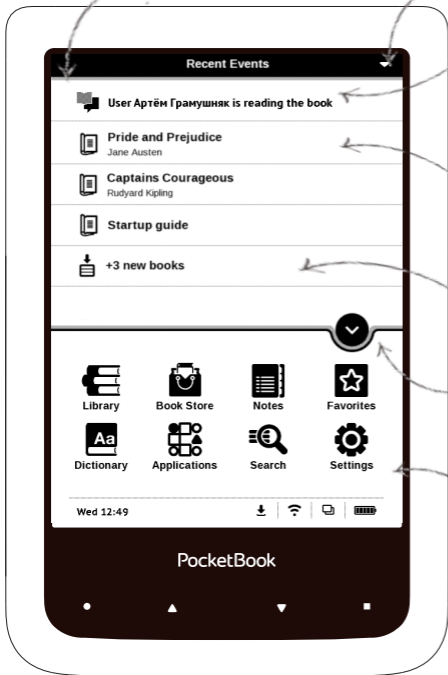 Recent Events
User Артём Грамушняк is reading the book
Pride and Prejudice
Jane Austen
Captains Courageous
Rudyard Kipling
Startup guide
+3 new books
Library Book Store Notes Favorites
Aa
Dictionary Applications Search Settings
Wed 12:49
PocketBook